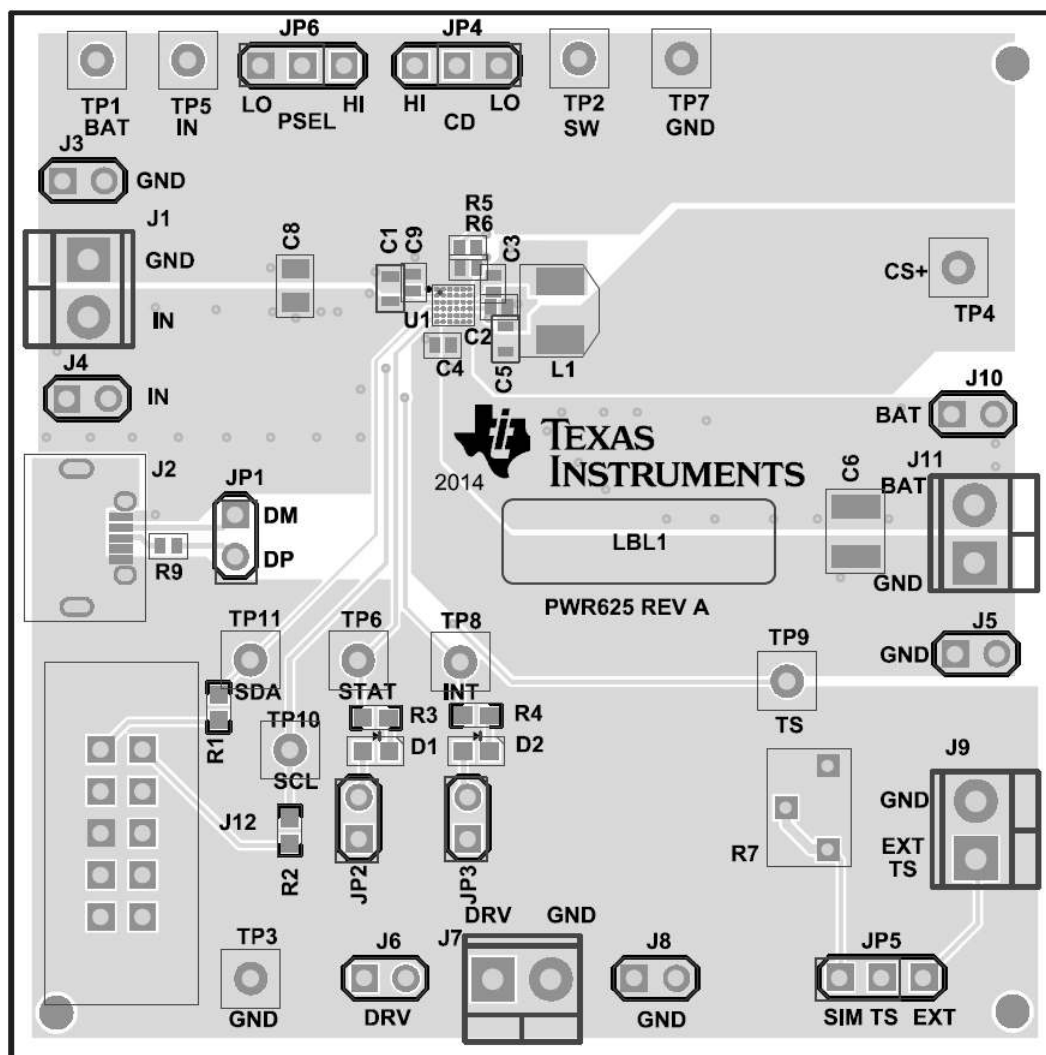 JP6
JP4
LO
HI
HI
LO
TP1
TP5
PSEL
CD
TP2
TP7
BAT
IN
SW
GND
J3
GND
J1
GND
C8
C1
C9
R5
R6
C3
CS+
TP4
IN
U1
C2
C4
C5
L1
J4
IN
J10
BAT
TEXAS
INSTRUMENTS
2014
J2
JP1
C6
J11
BAT
DM
DP
R9
LBL1
GND
PWR625 REV A
TP11
TP6
TP8
TP9
J5
GND
SDA
STAT
INT
TS
R1
TP10
R3
R4
SCL
D1
D2
J9
GND
J12
R2
JP2
JP3
R7
EXT
TS
TP3
J6
J7
DRV
GND
J8
JP5
GND
DRV
GND
SIM TS EXT